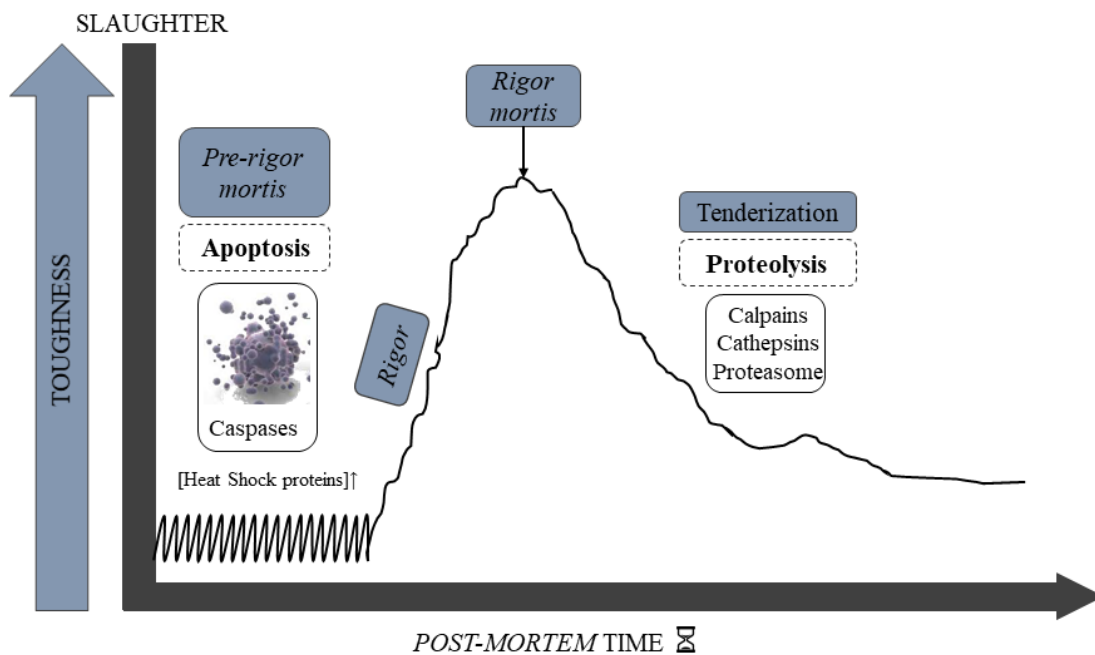 SLAUGHTER
TOUGHNESS
Pre-rigor
mortis
Apoptosis
Caspases
[Heat Shock proteins]↑
Rigor
Rigor
mortis
Tenderization
Proteolysis
Calpains
Cathepsins
Proteasome
POST-MORTEM TIME